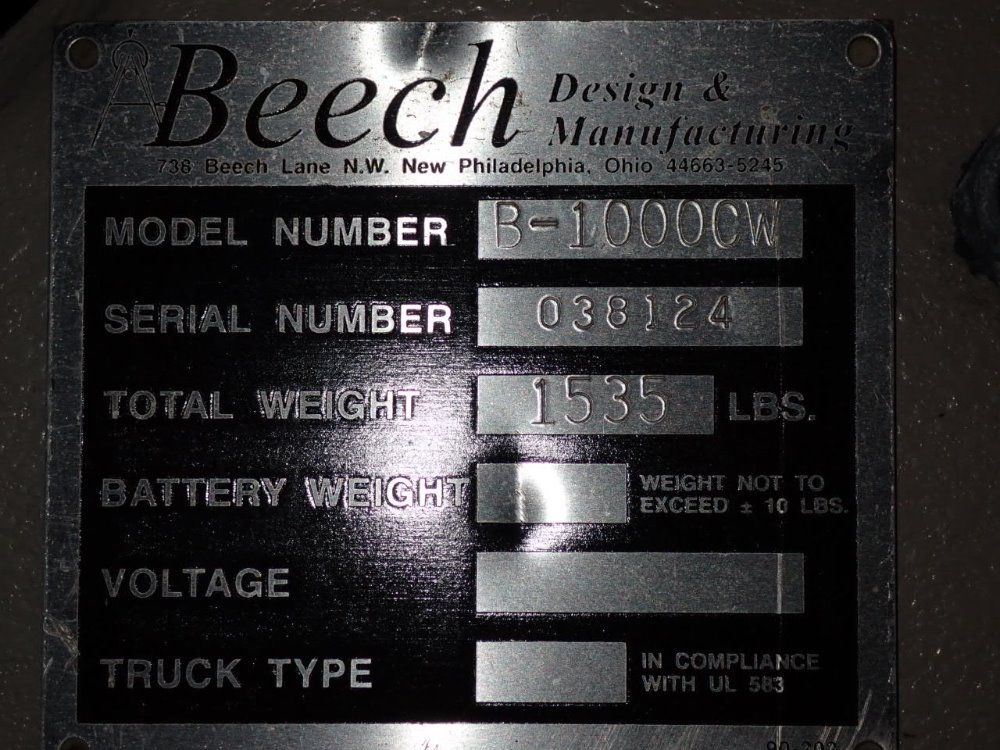 Beech Design &
Manufacturing
738 Beech Lane N.W. New Philadelphia, Ohio 44663-5245
MODEL NUMBER B-1000CW
SERIAL NUMBER 038124
TOTAL WEIGHT 1535 LBS.
BATTERY WEIGHT WEIGHT NOT TO
EXCEED ± 10 LBS.
VOLTAGE
TRUCK TYPE IN COMPLIANCE
WITH UL 583